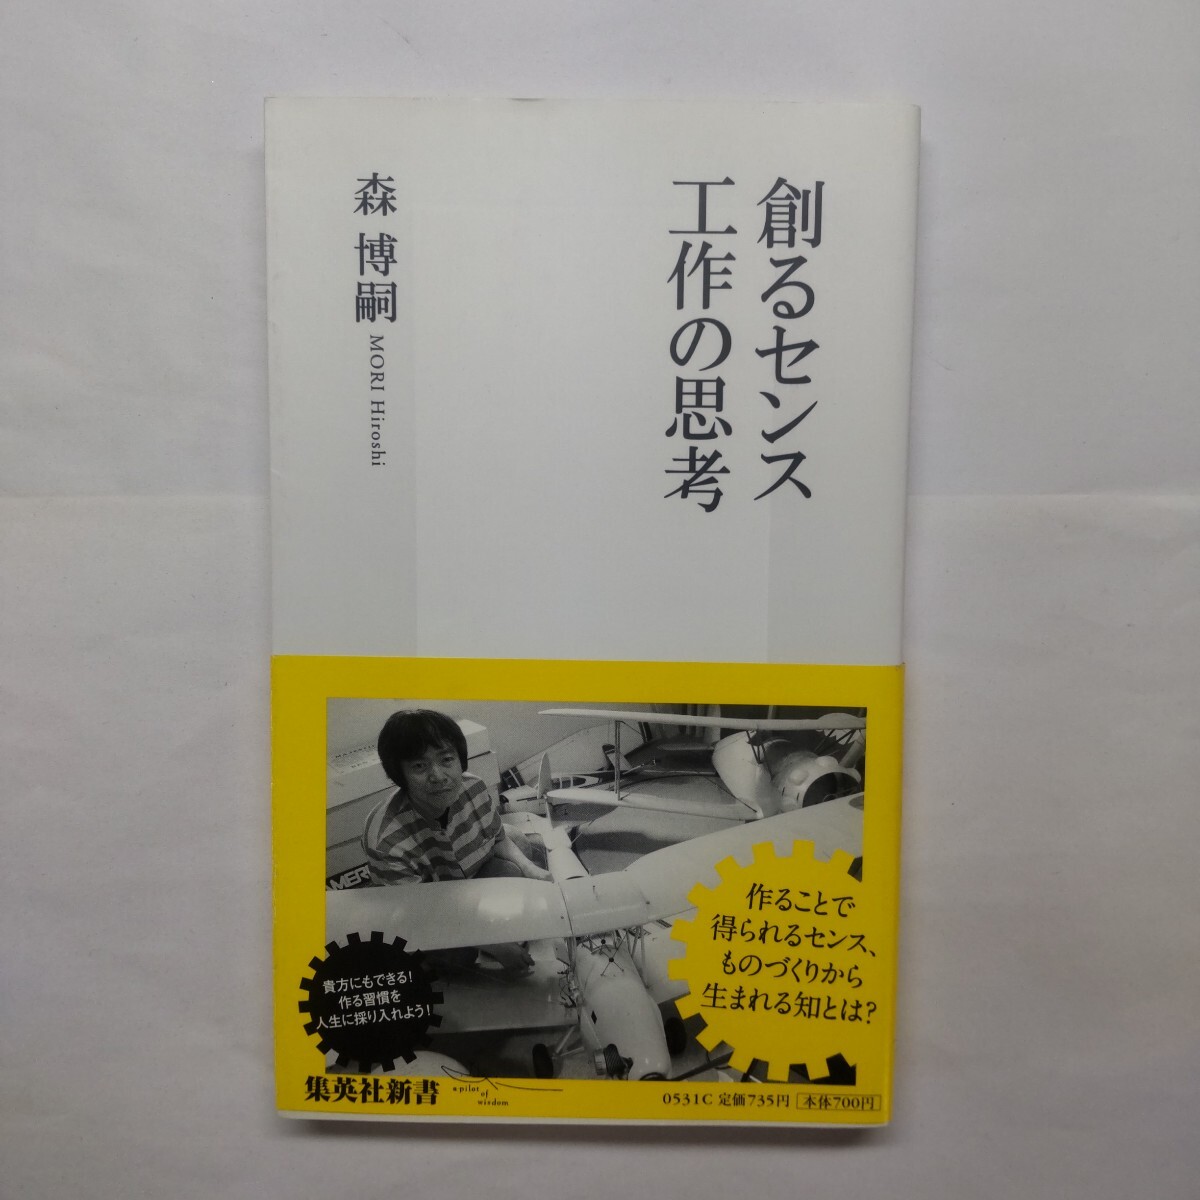 創るセンス
工作の思考
森 博嗣
MORI Hiroshi
作ることで
得られるセンス、
ものづくりから
生まれる知とは?
貴方にもできる!
作る習慣を
人生に採り入れよう!
集英社新書
a pilot
of
wisdom
0531C 定価735円 本体700円